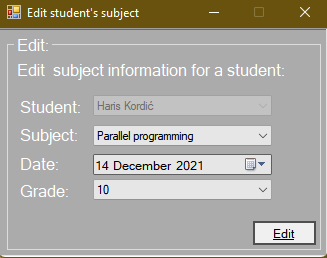 Edit student's subject
Edit:
Edit subject information for a student:
Student: Haris Kordić
Subject: Parallel programming
Date: 14 December 2021
Grade: 10
Edit